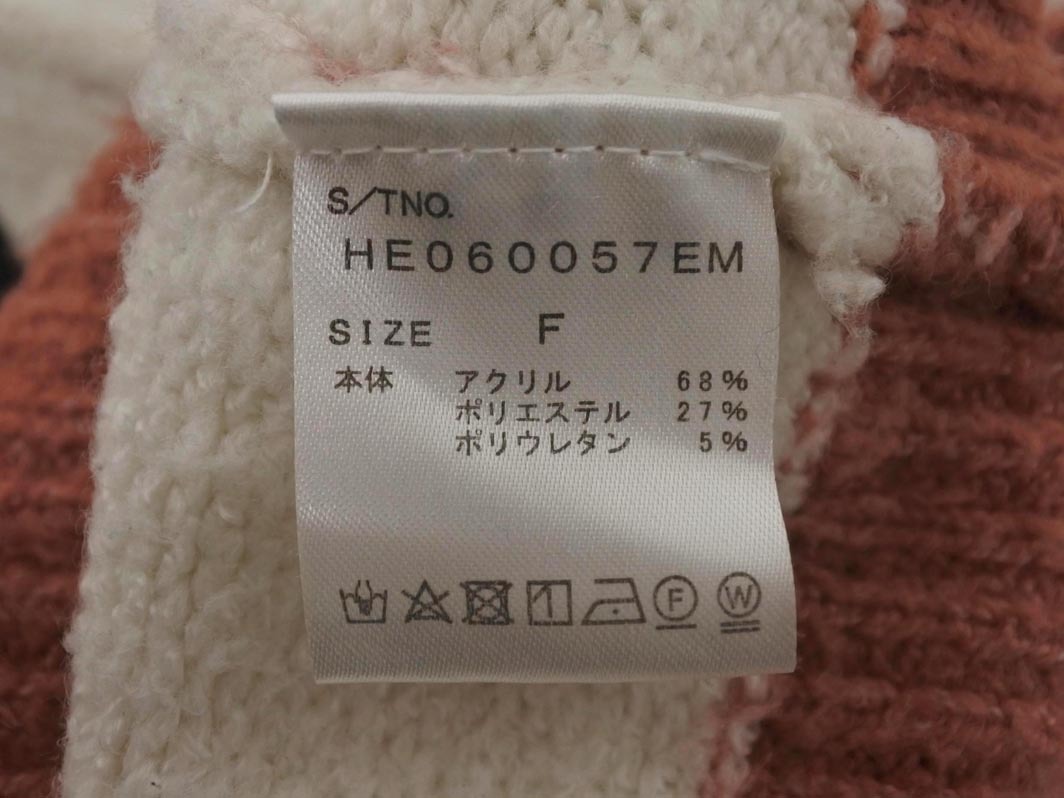 S/TNO.
HE060057EM
SIZE F
本体 アクリル 68%
ポリエステル 27%
ポリウレタン 5%
F W